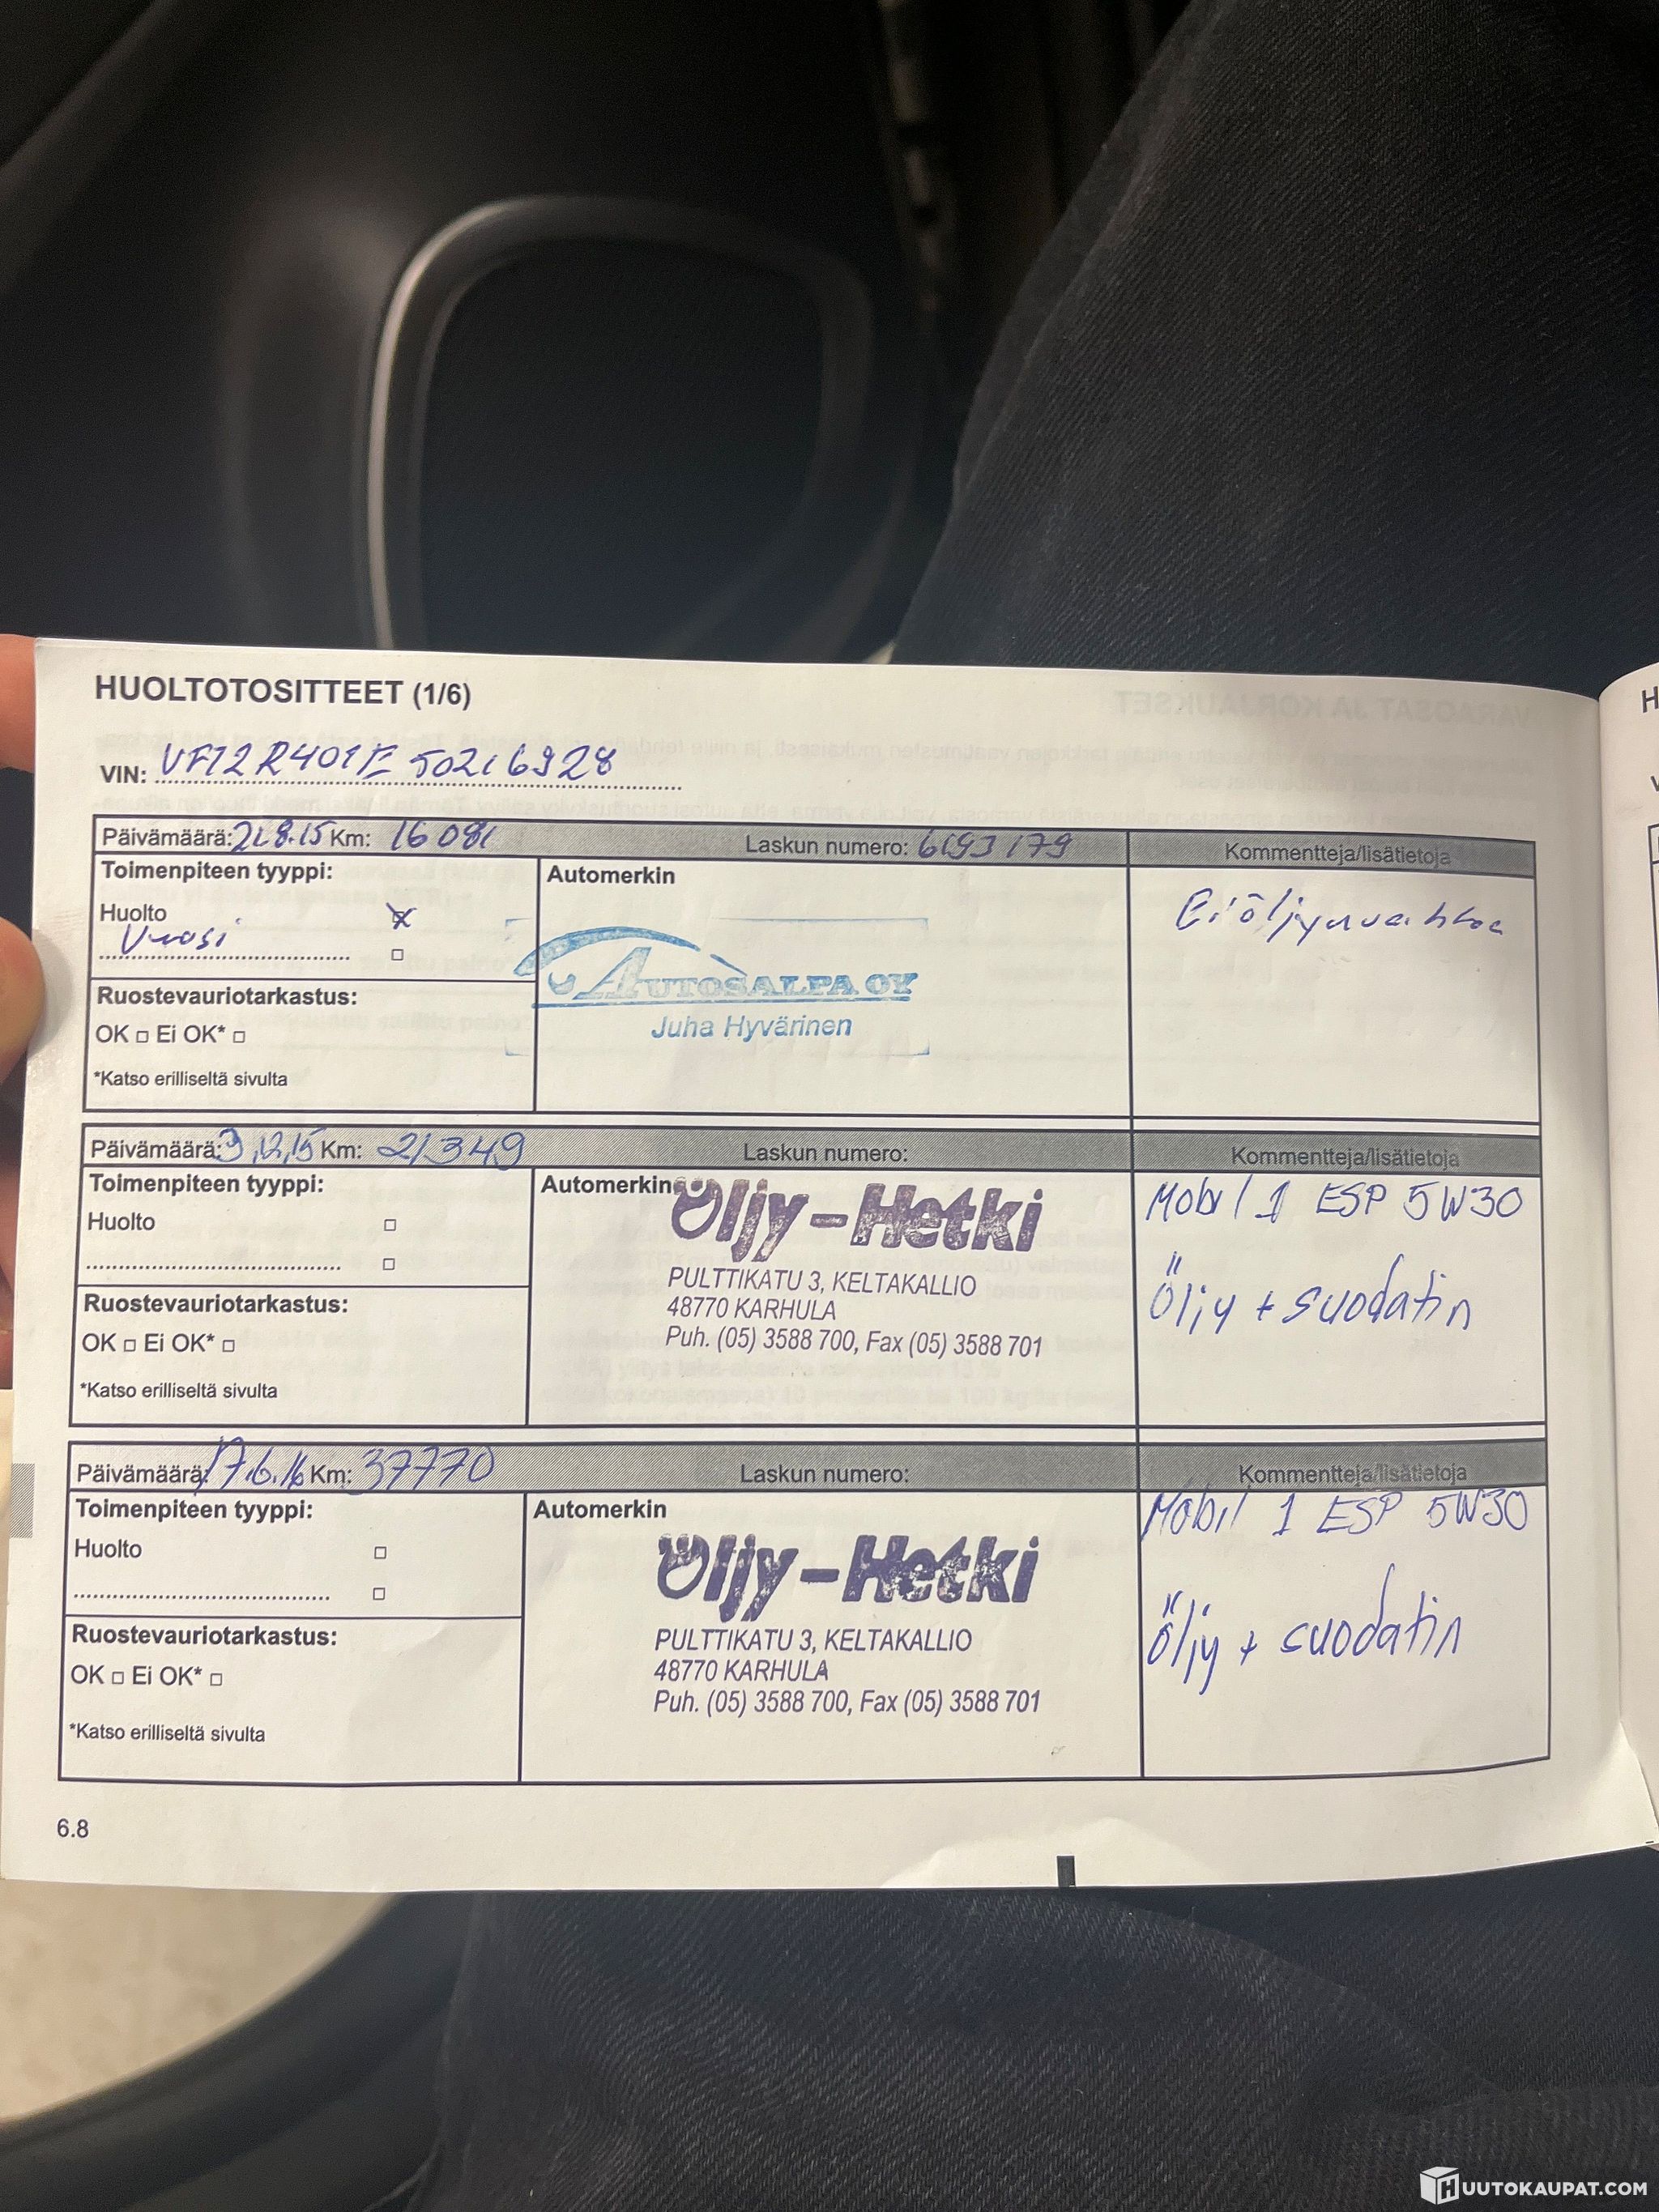 HUOLTOTOSITTEET (1/6)
VIN: VF12R401E50216928
Päivämäärä: 21.8.15 Km: 16 081 Laskun numero: 6193179 Kommentteja/lisätietoja
Toimenpiteen tyyppi: Automerkin
Huolto
Vuosi
Ei öljynvaihtoa
AUTOSALPA OY
Juha Hyvärinen
Ruostevauriotarkastus:
OK □ Ei OK* □
*Katso erilliseltä sivulta
Päivämäärä: 3,12,15 Km: 21349 Laskun numero: Kommentteja/lisätietoja
Toimenpiteen tyyppi: Automerkin
Huolto □
□
Öljy-Hetki
PULTTIKATU 3, KELTAKALLIO
48770 KARHULA
Puh. (05) 3588 700, Fax (05) 3588 701
Mobil 1 ESP 5W30
Öljy + suodatin
Ruostevauriotarkastus:
OK □ Ei OK* □
*Katso erilliseltä sivulta
Päivämäärä: 17.6.16 Km: 37770 Laskun numero: Kommentteja/lisätietoja
Toimenpiteen tyyppi: Automerkin
Huolto □
□
Öljy-Hetki
PULTTIKATU 3, KELTAKALLIO
48770 KARHULA
Puh. (05) 3588 700, Fax (05) 3588 701
Mobil 1 ESP 5W30
Öljy + suodatin
Ruostevauriotarkastus:
OK □ Ei OK* □
*Katso erilliseltä sivulta
6.8
HUUTOKAUPAT.COM